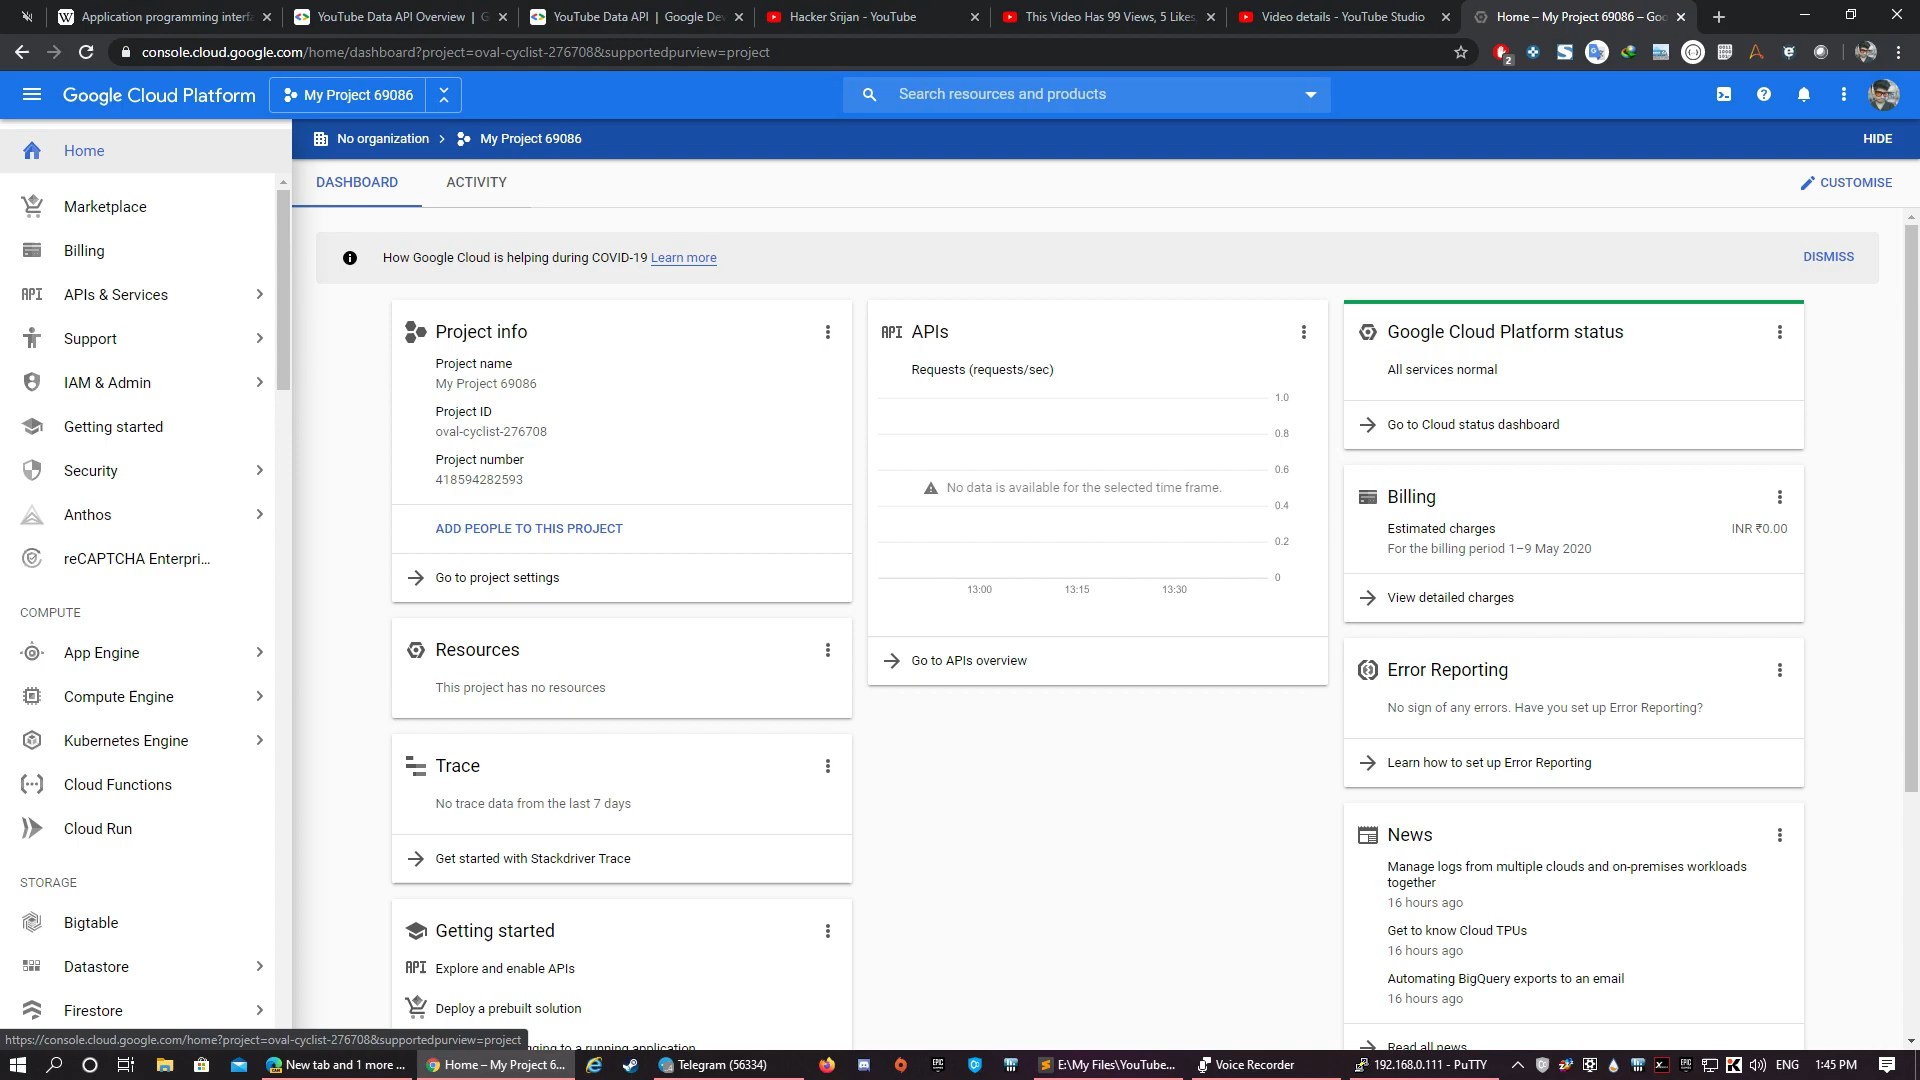 Application programming interfa
YouTube Data API Overview | G
YouTube Data API | Google Dev
Hacker Srijan - YouTube
This Video Has 99 Views, 5 Likes,
Video details - YouTube Studio
Home – My Project 69086 – Goo
console.cloud.google.com/home/dashboard?project=oval-cyclist-276708&supportedpurview=project
2
Google Cloud Platform
My Project 69086
Search resources and products
No organization
My Project 69086
HIDE
Home
DASHBOARD
ACTIVITY
CUSTOMISE
Marketplace
Billing
API APIs & Services
Support
IAM & Admin
Getting started
Security
Anthos
reCAPTCHA Enterpri...
COMPUTE
App Engine
Compute Engine
Kubernetes Engine
Cloud Functions
Cloud Run
STORAGE
Bigtable
Datastore
Firestore
How Google Cloud is helping during COVID-19 Learn more
DISMISS
Project info
Project name
My Project 69086
Project ID
oval-cyclist-276708
Project number
418594282593
ADD PEOPLE TO THIS PROJECT
Go to project settings
Resources
This project has no resources
Trace
No trace data from the last 7 days
Get started with Stackdriver Trace
Getting started
API Explore and enable APIs
Deploy a prebuilt solution
API APIs
Requests (requests/sec)
1.0
0.8
0.6
No data is available for the selected time frame.
0.4
0.2
0
13:00
13:15
13:30
Go to APIs overview
Google Cloud Platform status
All services normal
Go to Cloud status dashboard
Billing
Estimated charges
INR ₹0.00
For the billing period 1–9 May 2020
View detailed charges
Error Reporting
No sign of any errors. Have you set up Error Reporting?
Learn how to set up Error Reporting
News
Manage logs from multiple clouds and on-premises workloads
together
16 hours ago
Get to know Cloud TPUs
16 hours ago
Automating BigQuery exports to an email
16 hours ago
Read all news
https://console.cloud.google.com/home?project=oval-cyclist-276708&supportedpurview=project
New tab and 1 more ...
Home – My Project 6...
Telegram (56334)
E:\My Files\YouTube...
Voice Recorder
192.168.0.111 - PuTTY
ENG
1:45 PM